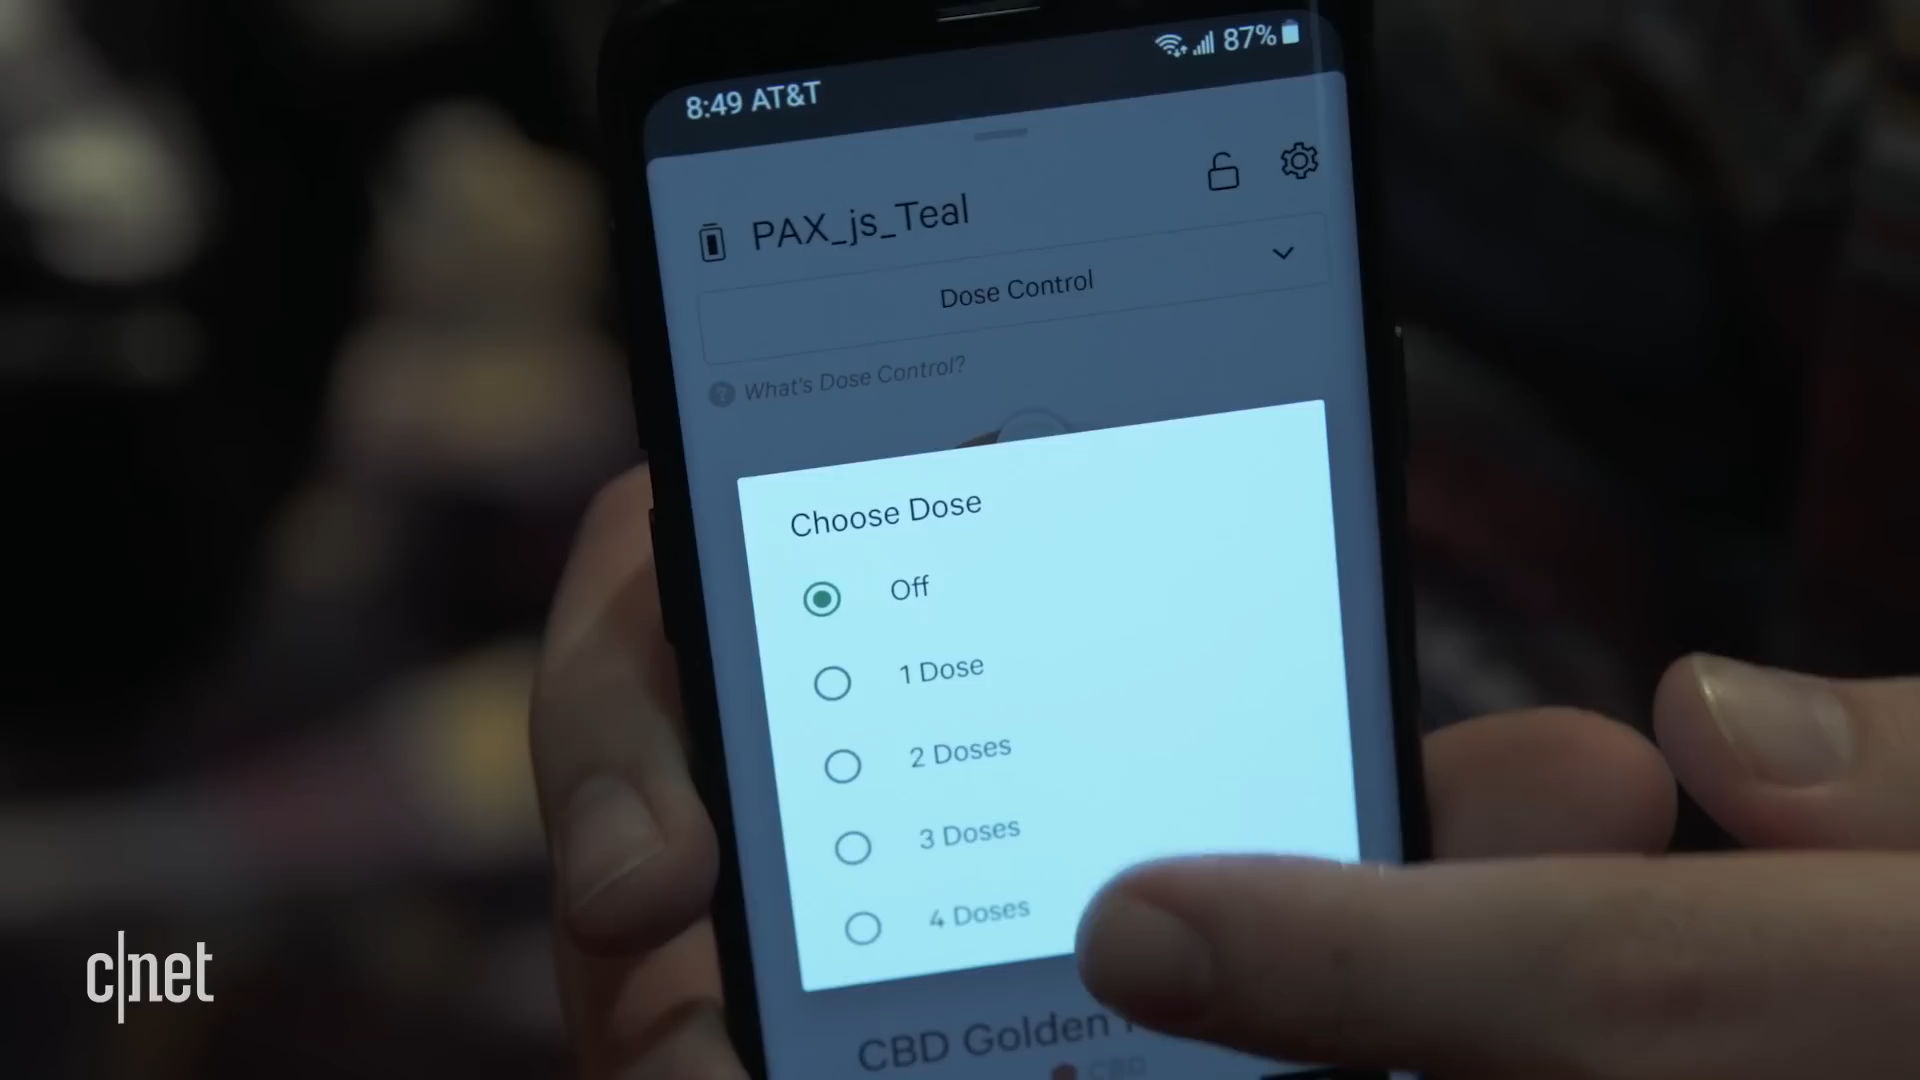 8:49 AT&T
87%
PAX_js_Teal
Dose Control
What's Dose Control?
Choose Dose
Off
1 Dose
2 Doses
3 Doses
4 Doses
CBD Golden
CBD
c|net